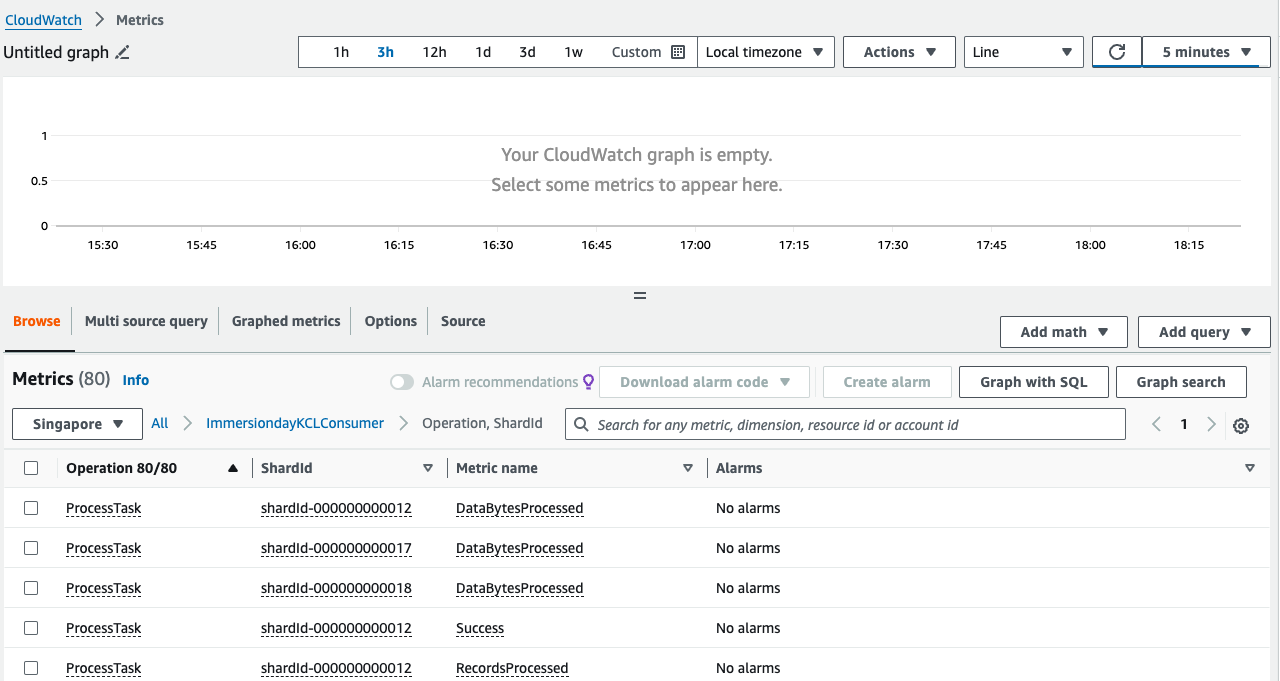 CloudWatch > Metrics
Untitled graph
1h 3h 12h 1d 3d 1w Custom Local timezone Actions Line 5 minutes
1
Your CloudWatch graph is empty.
0.5
Select some metrics to appear here.
0
15:30 15:45 16:00 16:15 16:30 16:45 17:00 17:15 17:30 17:45 18:00 18:15
Browse Multi source query Graphed metrics Options Source
Add math Add query
Metrics (80) Info Alarm recommendations Download alarm code Create alarm Graph with SQL Graph search
Singapore All > ImmersiondayKCLConsumer > Operation, ShardId Search for any metric, dimension, resource id or account id < 1 >
Operation 80/80 ShardId Metric name Alarms
ProcessTask shardId-000000000012 DataBytesProcessed No alarms
ProcessTask shardId-000000000017 DataBytesProcessed No alarms
ProcessTask shardId-000000000018 DataBytesProcessed No alarms
ProcessTask shardId-000000000012 Success No alarms
ProcessTask shardId-000000000012 RecordsProcessed No alarms